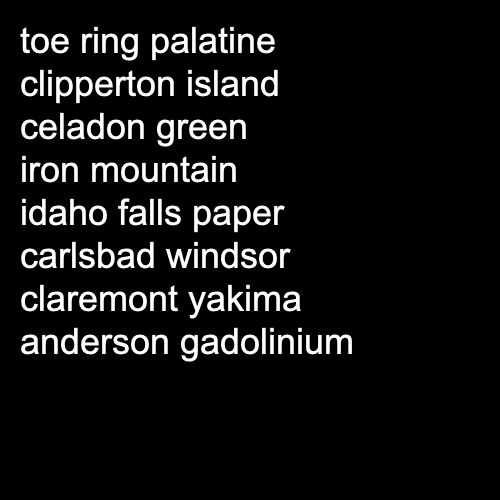 toe ring palatine
clipperton island
celadon green
iron mountain
idaho falls paper
carlsbad windsor
claremont yakima
anderson gadolinium